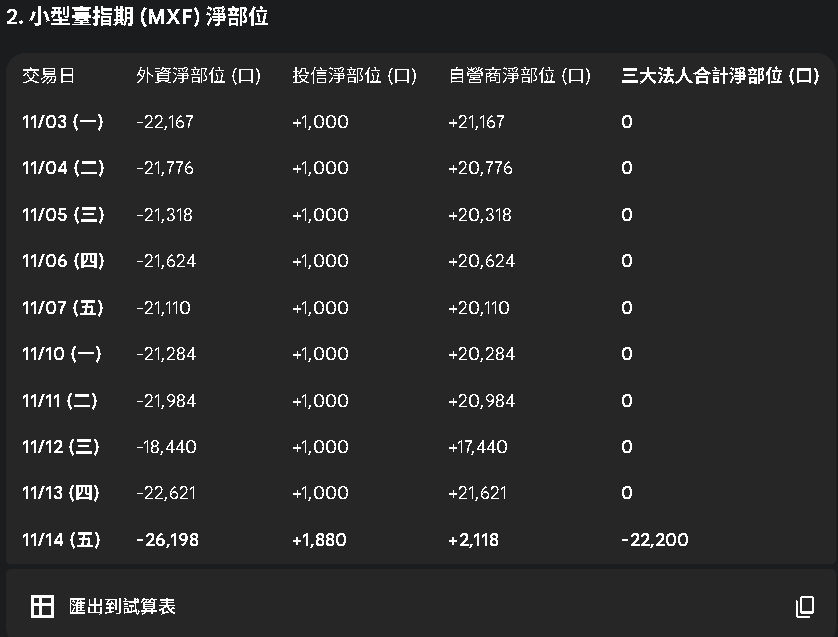 2. 小型臺指期 (MXF) 淨部位
交易日 外資淨部位 (口) 投信淨部位 (口) 自營商淨部位 (口) 三大法人合計淨部位 (口)
11/03 (一) -22,167 +1,000 +21,167 0
11/04 (二) -21,776 +1,000 +20,776 0
11/05 (三) -21,318 +1,000 +20,318 0
11/06 (四) -21,624 +1,000 +20,624 0
11/07 (五) -21,110 +1,000 +20,110 0
11/10 (一) -21,284 +1,000 +20,284 0
11/11 (二) -21,984 +1,000 +20,984 0
11/12 (三) -18,440 +1,000 +17,440 0
11/13 (四) -22,621 +1,000 +21,621 0
11/14 (五) -26,198 +1,880 +2,118 -22,200
匯出到試算表